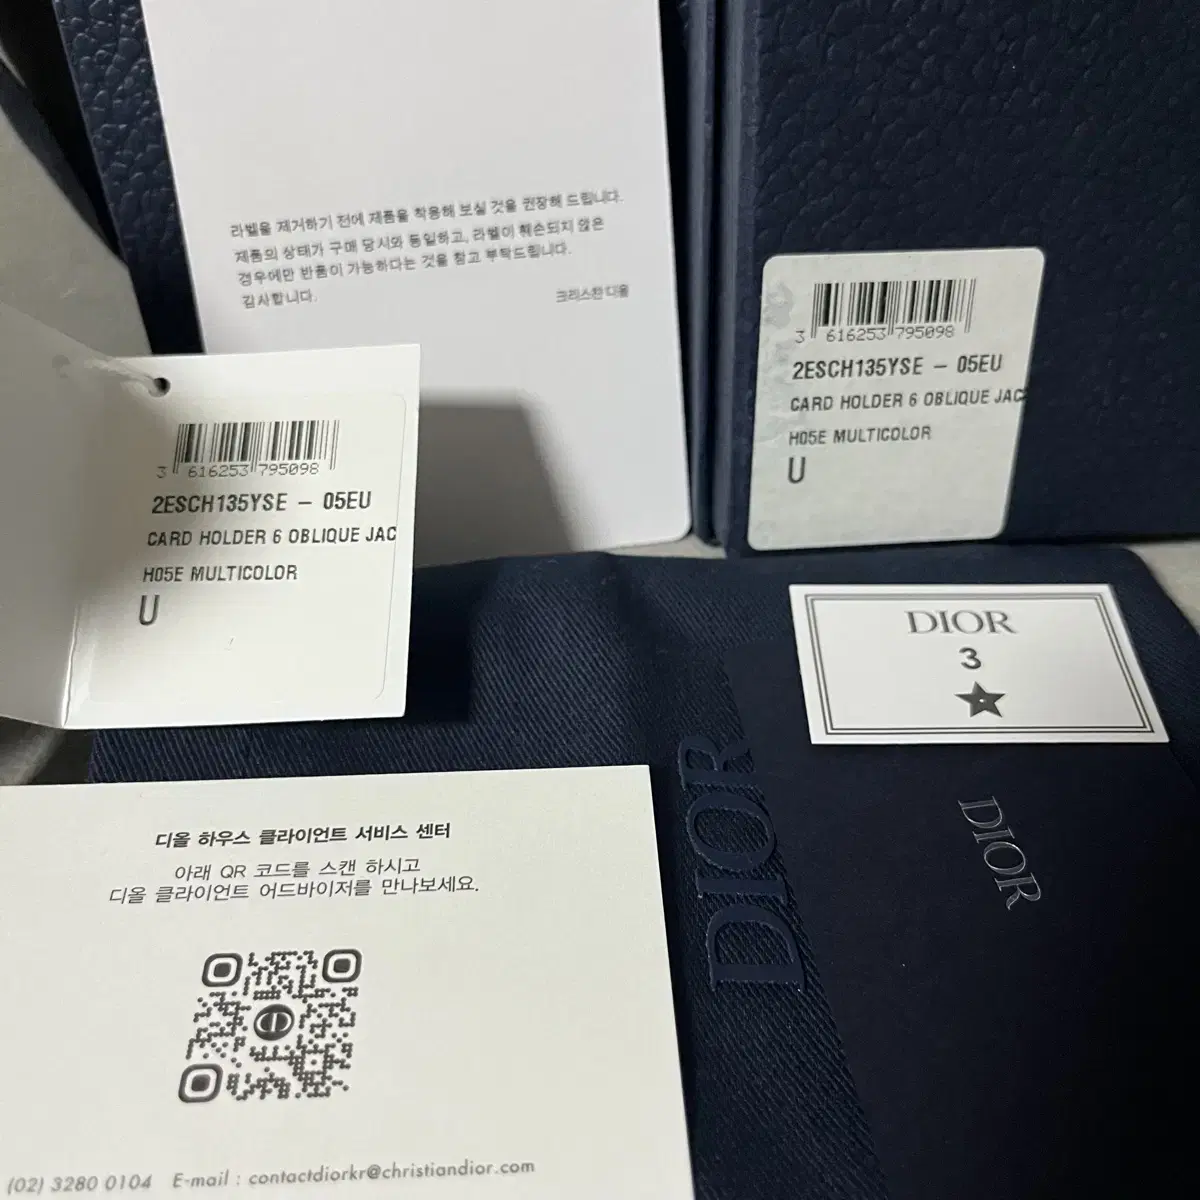 라벨을 제거하기 전에 제품을 착용해 보실 것을 권장해 드립니다.
제품의 상태가 구매 당시와 동일하고, 라벨이 훼손되지 않은
경우에만 반품이 가능하다는 것을 참고 부탁드립니다.
감사합니다.
크리스챤 디올
3 616253 795098
2ESCH135YSE - 05EU
CARD HOLDER 6 OBLIQUE JAC
H05E MULTICOLOR
U
3 616253 795098
2ESCH135YSE - 05EU
CARD HOLDER 6 OBLIQUE JAC
H05E MULTICOLOR
U
DIOR
3
DIOR
DIOR
디올 하우스 클라이언트 서비스 센터
아래 QR 코드를 스캔 하시고
디올 클라이언트 어드바이저를 만나보세요.
(02) 3280 0104 E-mail : contactdiorkr@christiandior.com